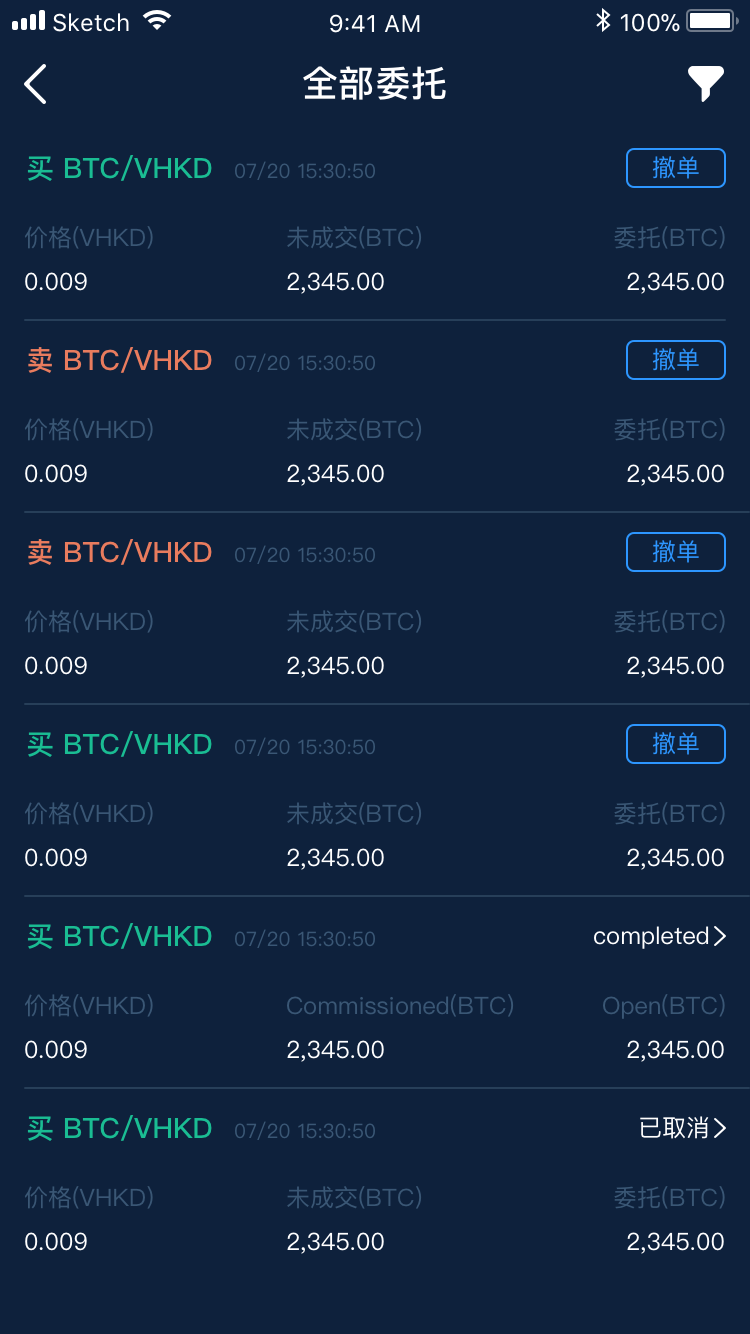 Sketch 9:41 AM 100%
全部委托
买 BTC/VHKD 07/20 15:30:50 撤单
价格(VHKD) 未成交(BTC) 委托(BTC)
0.009 2,345.00 2,345.00
卖 BTC/VHKD 07/20 15:30:50 撤单
价格(VHKD) 未成交(BTC) 委托(BTC)
0.009 2,345.00 2,345.00
卖 BTC/VHKD 07/20 15:30:50 撤单
价格(VHKD) 未成交(BTC) 委托(BTC)
0.009 2,345.00 2,345.00
买 BTC/VHKD 07/20 15:30:50 撤单
价格(VHKD) 未成交(BTC) 委托(BTC)
0.009 2,345.00 2,345.00
买 BTC/VHKD 07/20 15:30:50 completed
价格(VHKD) Commissioned(BTC) Open(BTC)
0.009 2,345.00 2,345.00
买 BTC/VHKD 07/20 15:30:50 已取消
价格(VHKD) 未成交(BTC) 委托(BTC)
0.009 2,345.00 2,345.00